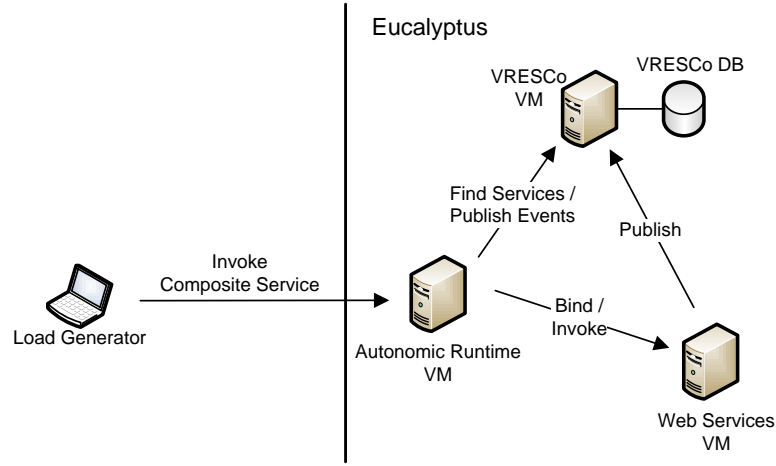 Eucalyptus
VRESCo DB
VRESCo
VM
Find Services /
Publish Events
Publish
Invoke
Composite Service
Bind /
Invoke
Load Generator
Autonomic Runtime
VM
Web Services
VM